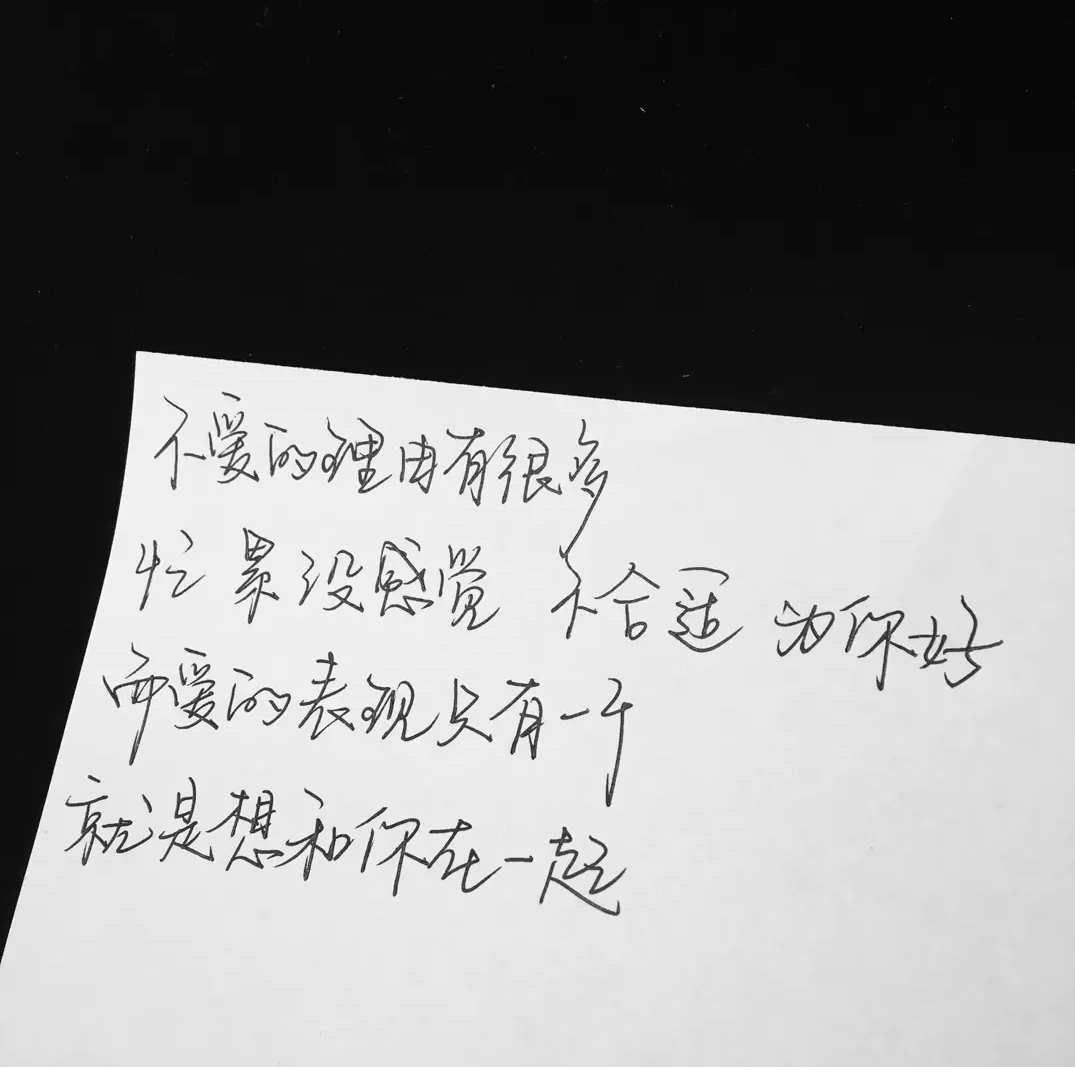 不爱的理由有很多
忙 累 没感觉 不合适 为你好
而爱的表现只有一个
就是想和你在一起